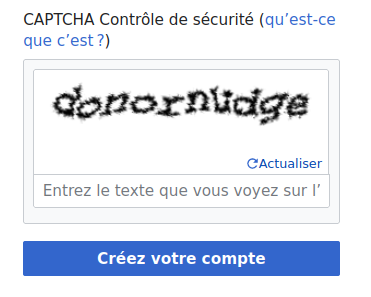 CAPTCHA Contrôle de sécurité (qu’est-ce
que c’est ?)
donornudge
Actualiser
Entrez le texte que vous voyez sur l’
Créez votre compte